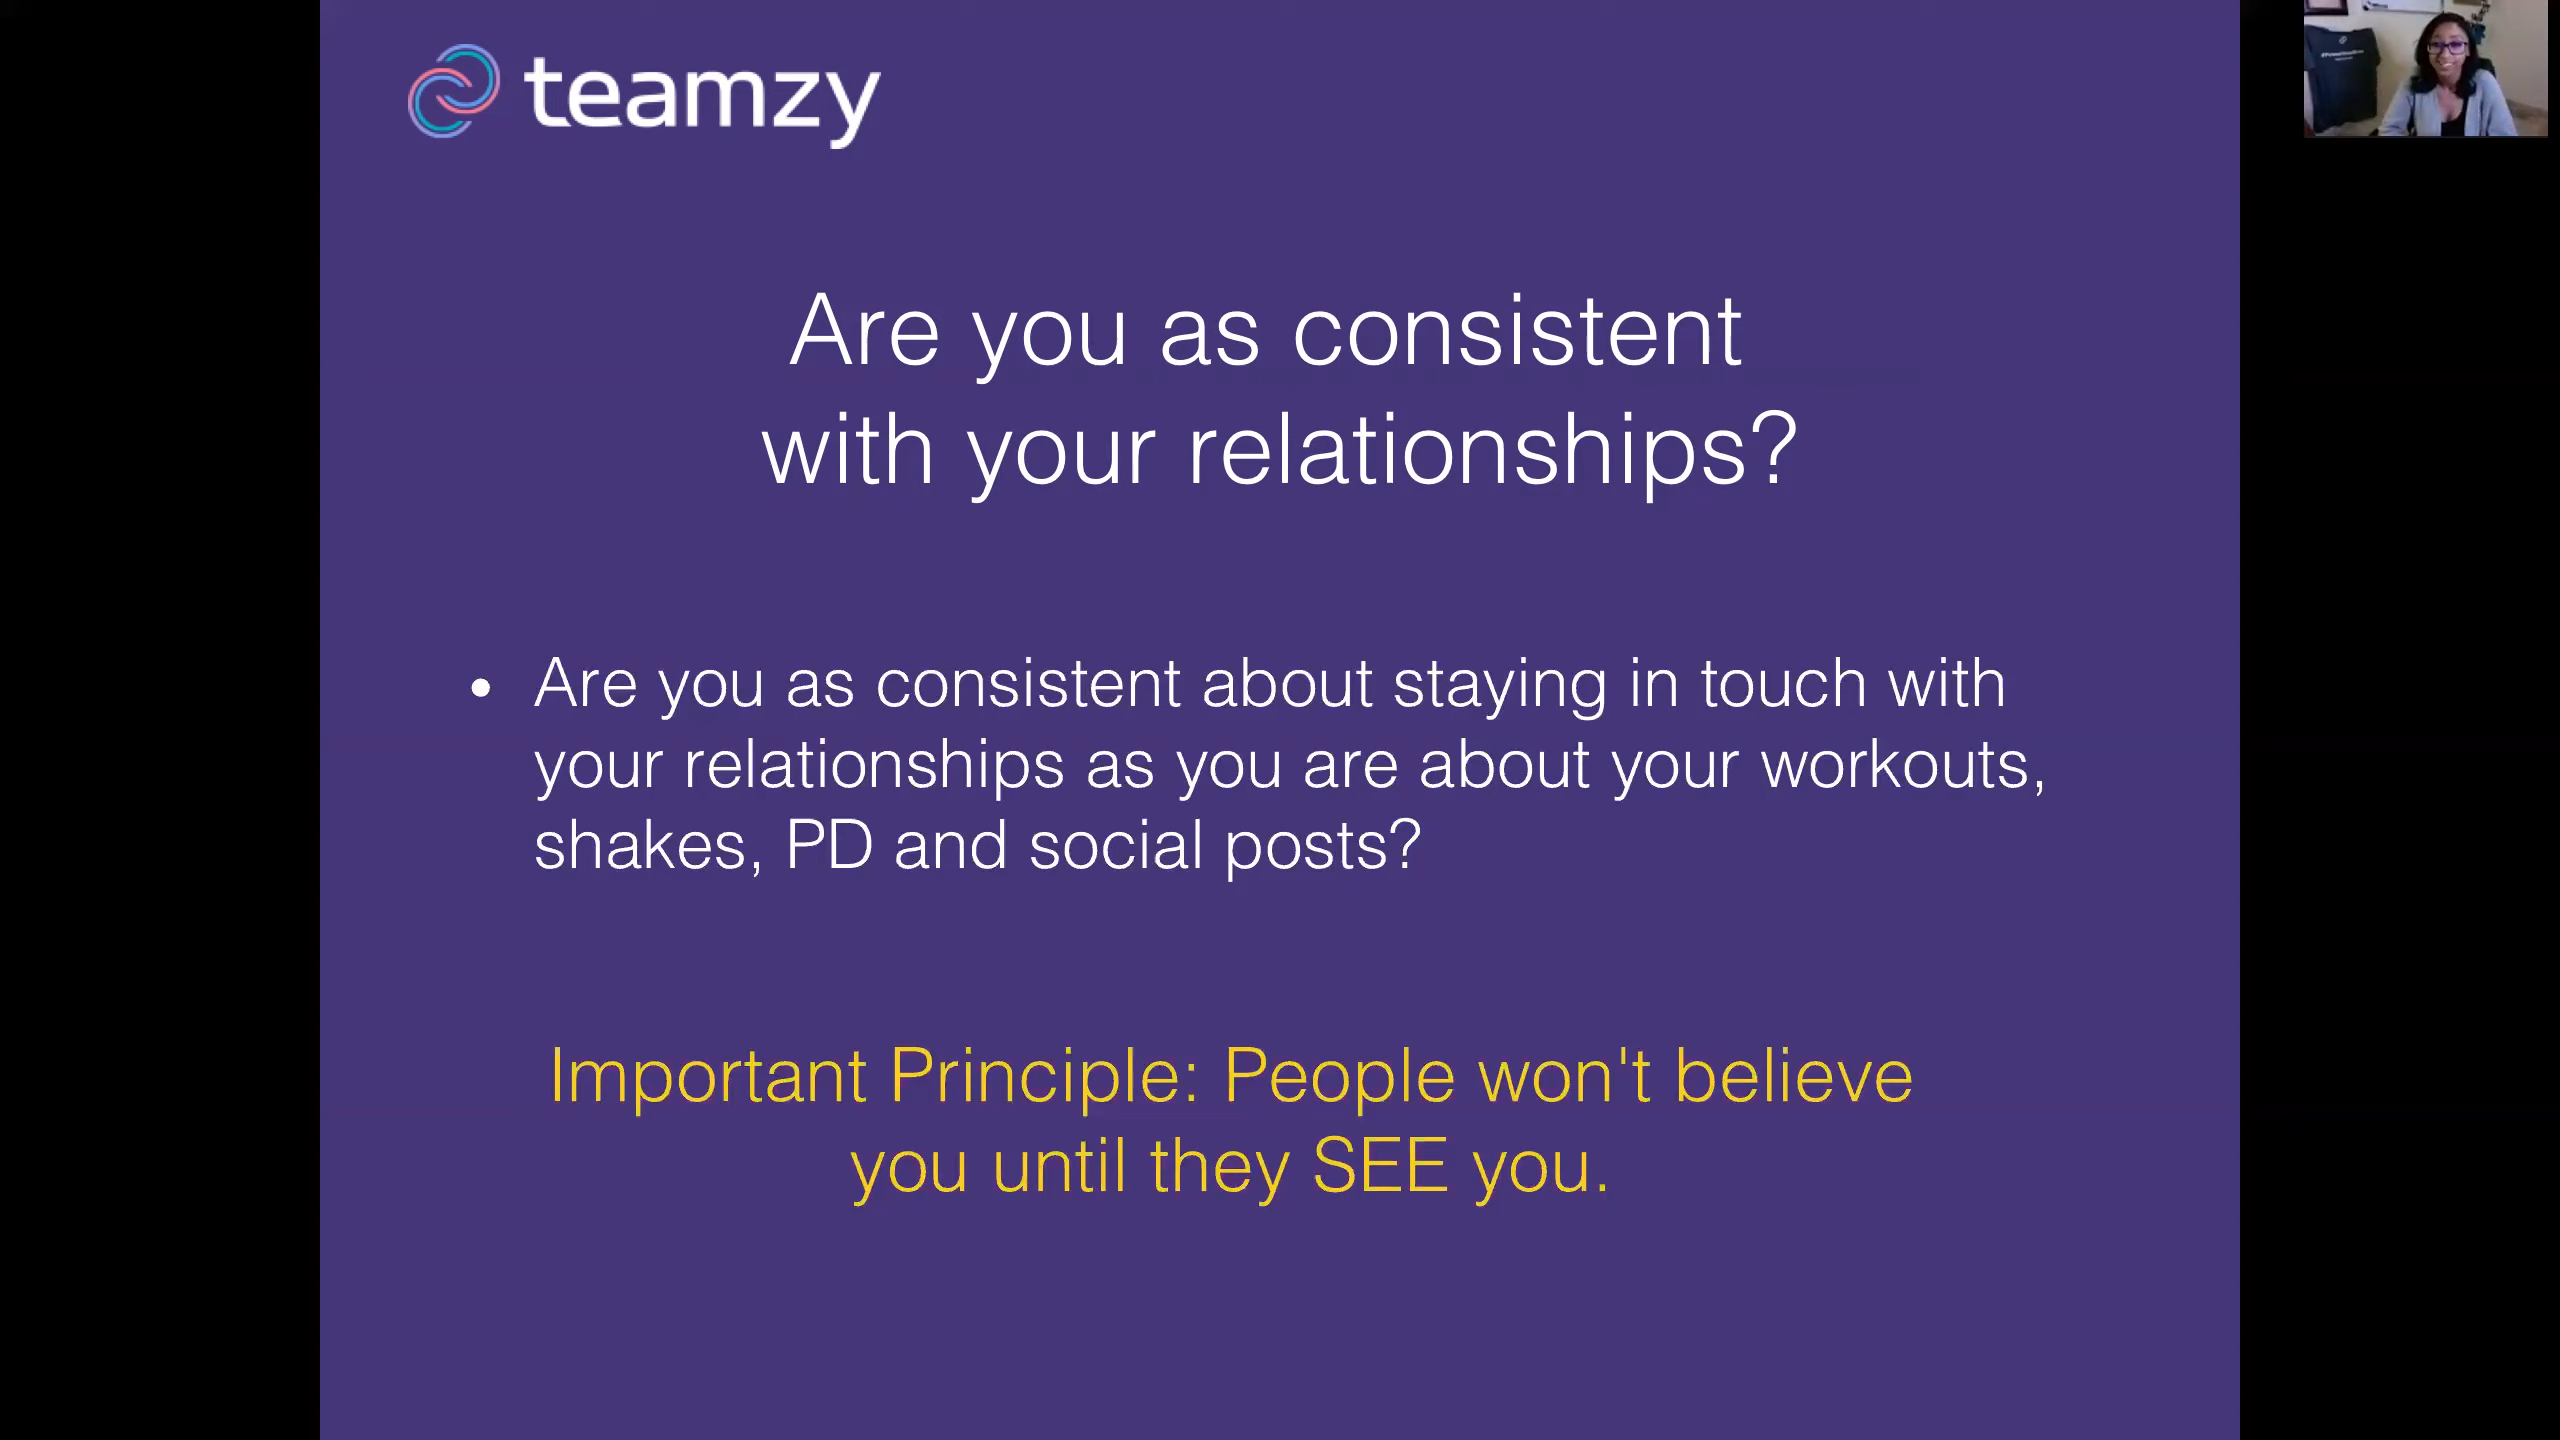 teamzy
Are you as consistent
with your relationships?
• Are you as consistent about staying in touch with
your relationships as you are about your workouts,
shakes, PD and social posts?
Important Principle: People won't believe
you until they SEE you.